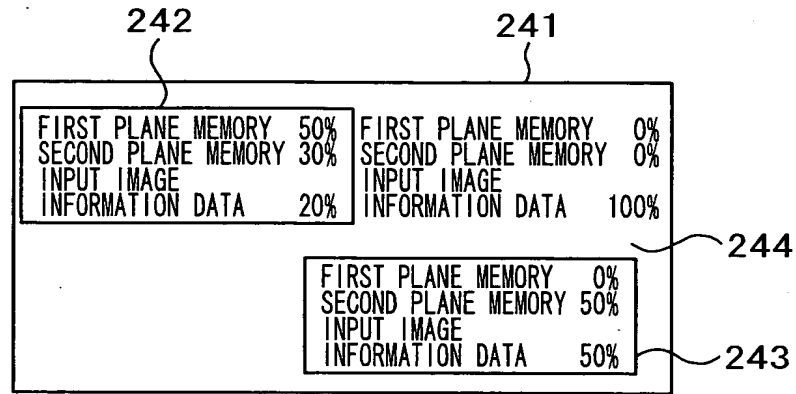 242
241
FIRST PLANE MEMORY 50%
SECOND PLANE MEMORY 30%
INPUT IMAGE
INFORMATION DATA 20%
FIRST PLANE MEMORY 0%
SECOND PLANE MEMORY 0%
INPUT IMAGE
INFORMATION DATA 100%
244
FIRST PLANE MEMORY 0%
SECOND PLANE MEMORY 50%
INPUT IMAGE
INFORMATION DATA 50%
243